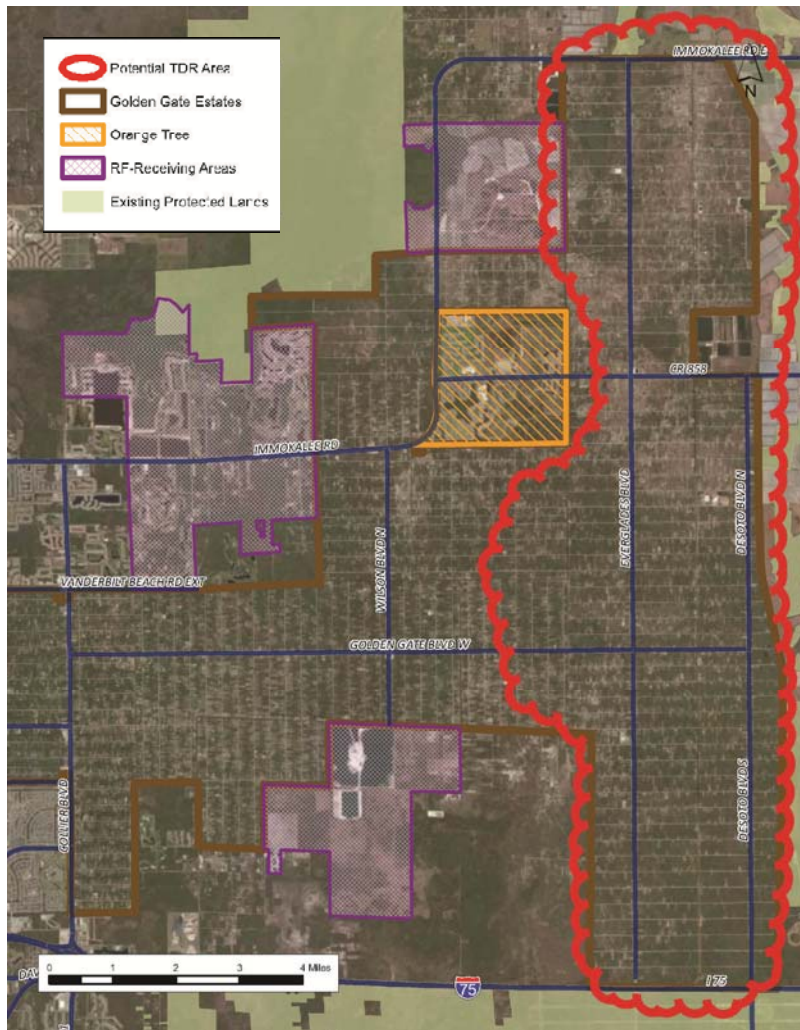 Potential TDR Area
Golden Gate Estates
Orange Tree
RF-Receiving Areas
Existing Protected Lands
IMMOKALEE RD E
N
CR 858
IMMOKALEE RD
EVERGLADES BLVD
DESOTO BLVD N
WILSON BLVD N
VANDERBILT BEACH RD EXT
GOLDEN GATE BLVD W
COLLIER BLVD
DESOTO BLVD S
0 1 2 3 4 Miles
DAV
75
I 75